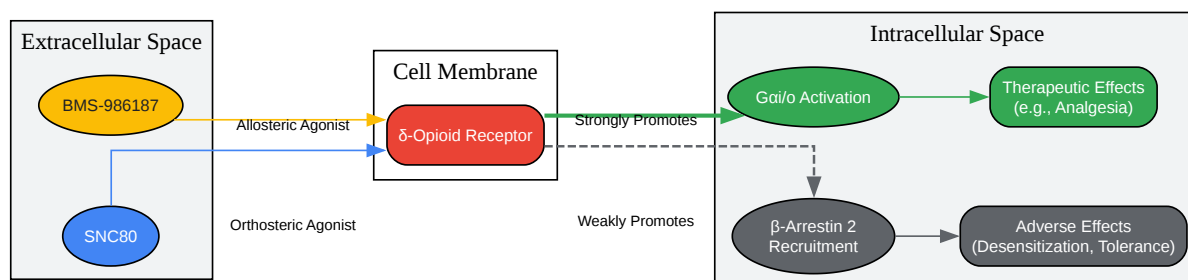 Extracellular Space
BMS-986187
SNC80
Allosteric Agonist
Orthosteric Agonist
Cell Membrane
δ-Opioid Receptor
Strongly Promotes
Weakly Promotes
Intracellular Space
Gαi/o Activation
Therapeutic Effects
(e.g., Analgesia)
β-Arrestin 2
Recruitment
Adverse Effects
(Desensitization, Tolerance)